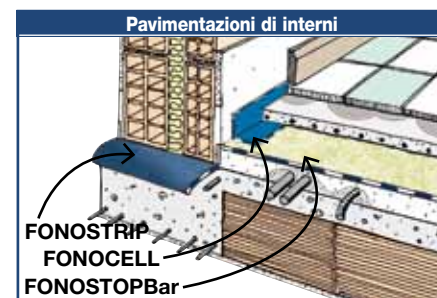 Pavimentazioni di interni
FONOSTRIP
FONOCELL
FONOSTOPBar